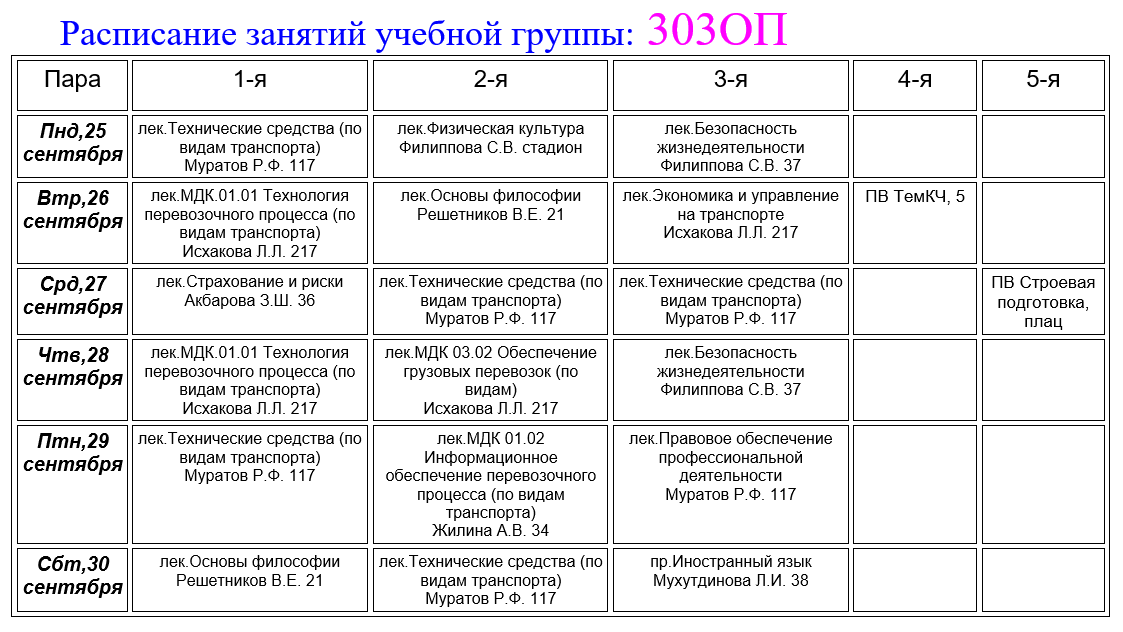 Расписание занятий учебной группы: 303ОП
Пара 1-я 2-я 3-я 4-я 5-я
Пнд,25
сентября
лек.Технические средства (по
видам транспорта)
Муратов Р.Ф. 117
лек.Физическая культура
Филиппова С.В. стадион
лек.Безопасность
жизнедеятельности
Филиппова С.В. 37
Втр,26
сентября
лек.МДК.01.01 Технология
перевозочного процесса (по
видам транспорта)
Исхакова Л.Л. 217
лек.Основы философии
Решетников В.Е. 21
лек.Экономика и управление
на транспорте
Исхакова Л.Л. 217
ПВ ТемКЧ, 5
Срд,27
сентября
лек.Страхование и риски
Акбарова З.Ш. 36
лек.Технические средства (по
видам транспорта)
Муратов Р.Ф. 117
лек.Технические средства (по
видам транспорта)
Муратов Р.Ф. 117
ПВ Строевая
подготовка,
плац
Чтв,28
сентября
лек.МДК.01.01 Технология
перевозочного процесса (по
видам транспорта)
Исхакова Л.Л. 217
лек.МДК 03.02 Обеспечение
грузовых перевозок (по
видам)
Исхакова Л.Л. 217
лек.Безопасность
жизнедеятельности
Филиппова С.В. 37
Птн,29
сентября
лек.Технические средства (по
видам транспорта)
Муратов Р.Ф. 117
лек.МДК 01.02
Информационное
обеспечение перевозочного
процесса (по видам
транспорта)
Жилина А.В. 34
лек.Правовое обеспечение
профессиональной
деятельности
Муратов Р.Ф. 117
Сбт,30
сентября
лек.Основы философии
Решетников В.Е. 21
лек.Технические средства (по
видам транспорта)
Муратов Р.Ф. 117
пр.Иностранный язык
Мухутдинова Л.И. 38